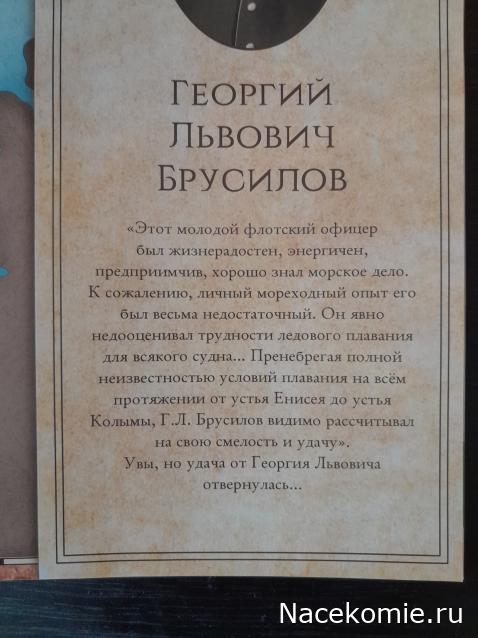 Георгий
Львович
Брусилов
«Этот молодой флотский офицер
был жизнерадостен, энергичен,
предприимчив, хорошо знал морское дело.
К сожалению, личный мореходный опыт его
был весьма недостаточный. Он явно
недооценивал трудности ледового плавания
для всякого судна... Пренебрегая полной
неизвестностью условий плавания на всём
протяжении от устья Енисея до устья
Колымы, Г.Л. Брусилов видимо рассчитывал
на свою смелость и удачу».
Увы, но удача от Георгия Львовича
отвернулась...
Nacekomie.ru